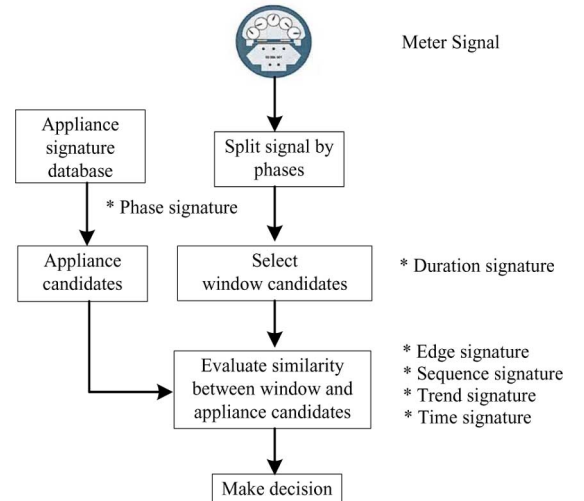 Meter Signal
Appliance
signature
database
Split signal by
phases
* Phase signature
Appliance
candidates
Select
window candidates
* Duration signature
Evaluate similarity
between window and
appliance candidates
* Edge signature
* Sequence signature
* Trend signature
* Time signature
Make decision